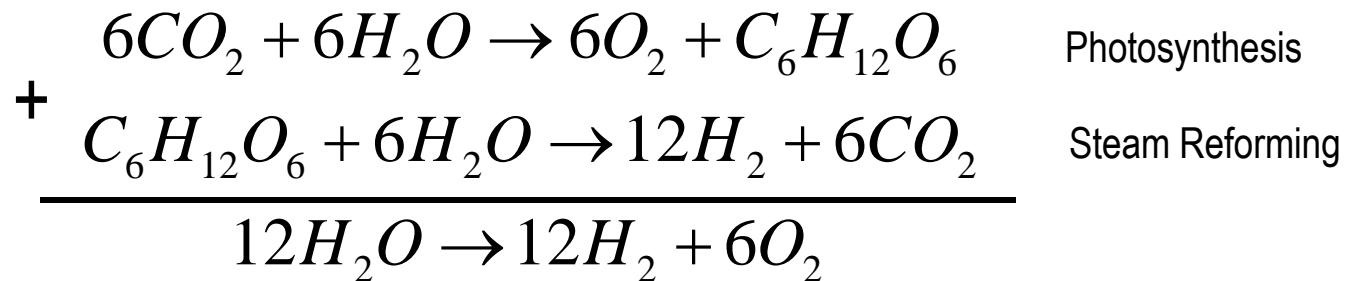 6CO₂ + 6H₂O → 6O₂ + C₆H₁₂O₆ Photosynthesis
+
C₆H₁₂O₆ + 6H₂O → 12H₂ + 6CO₂ Steam Reforming
12H₂O → 12H₂ + 6O₂